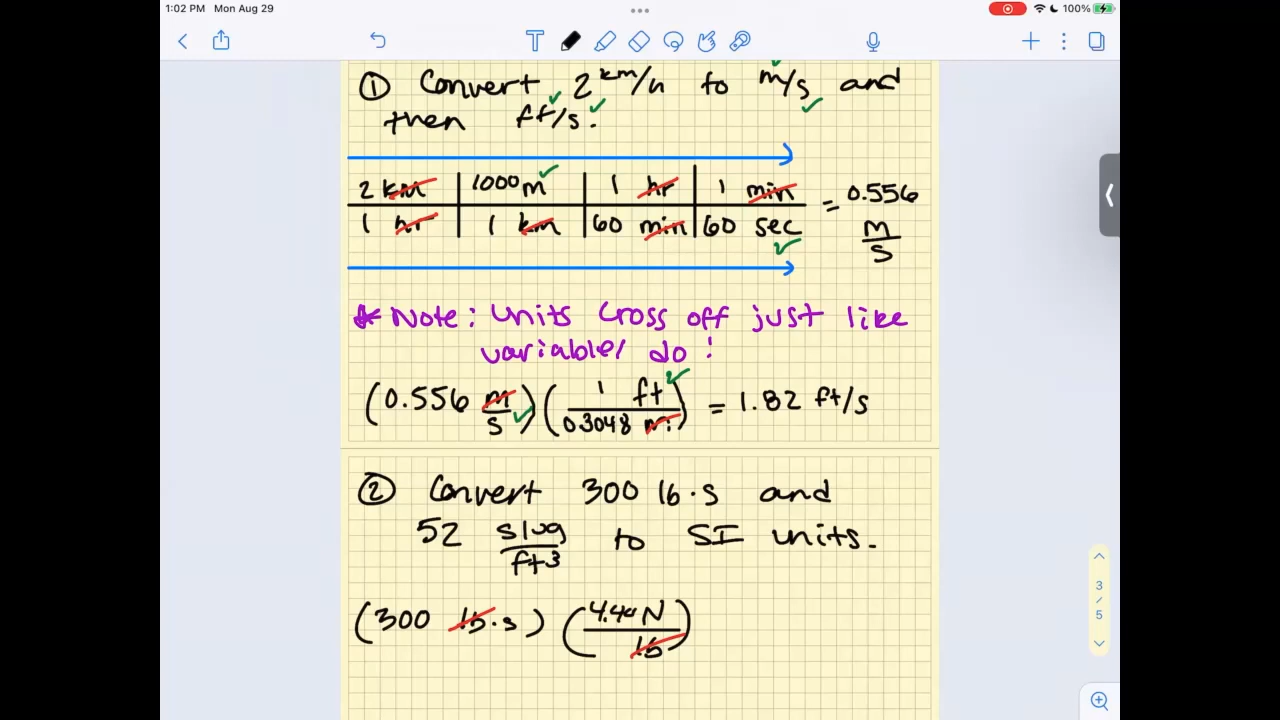 1:02 PM Mon Aug 29
100%
① Convert 2 km/h to m/s and
then ft/s.
2 km | 1000 m | 1 hr | 1 min
1 hr | 1 km | 60 min | 60 sec
= 0.556 m/s
* Note: Units cross off just like
variables do!
(0.556 m/s)(1 ft/0.3048 m) = 1.82 ft/s
② Convert 300 lb·s and
52 slug/ft³ to SI units.
(300 lb·s) (N/lb)
3
/
5